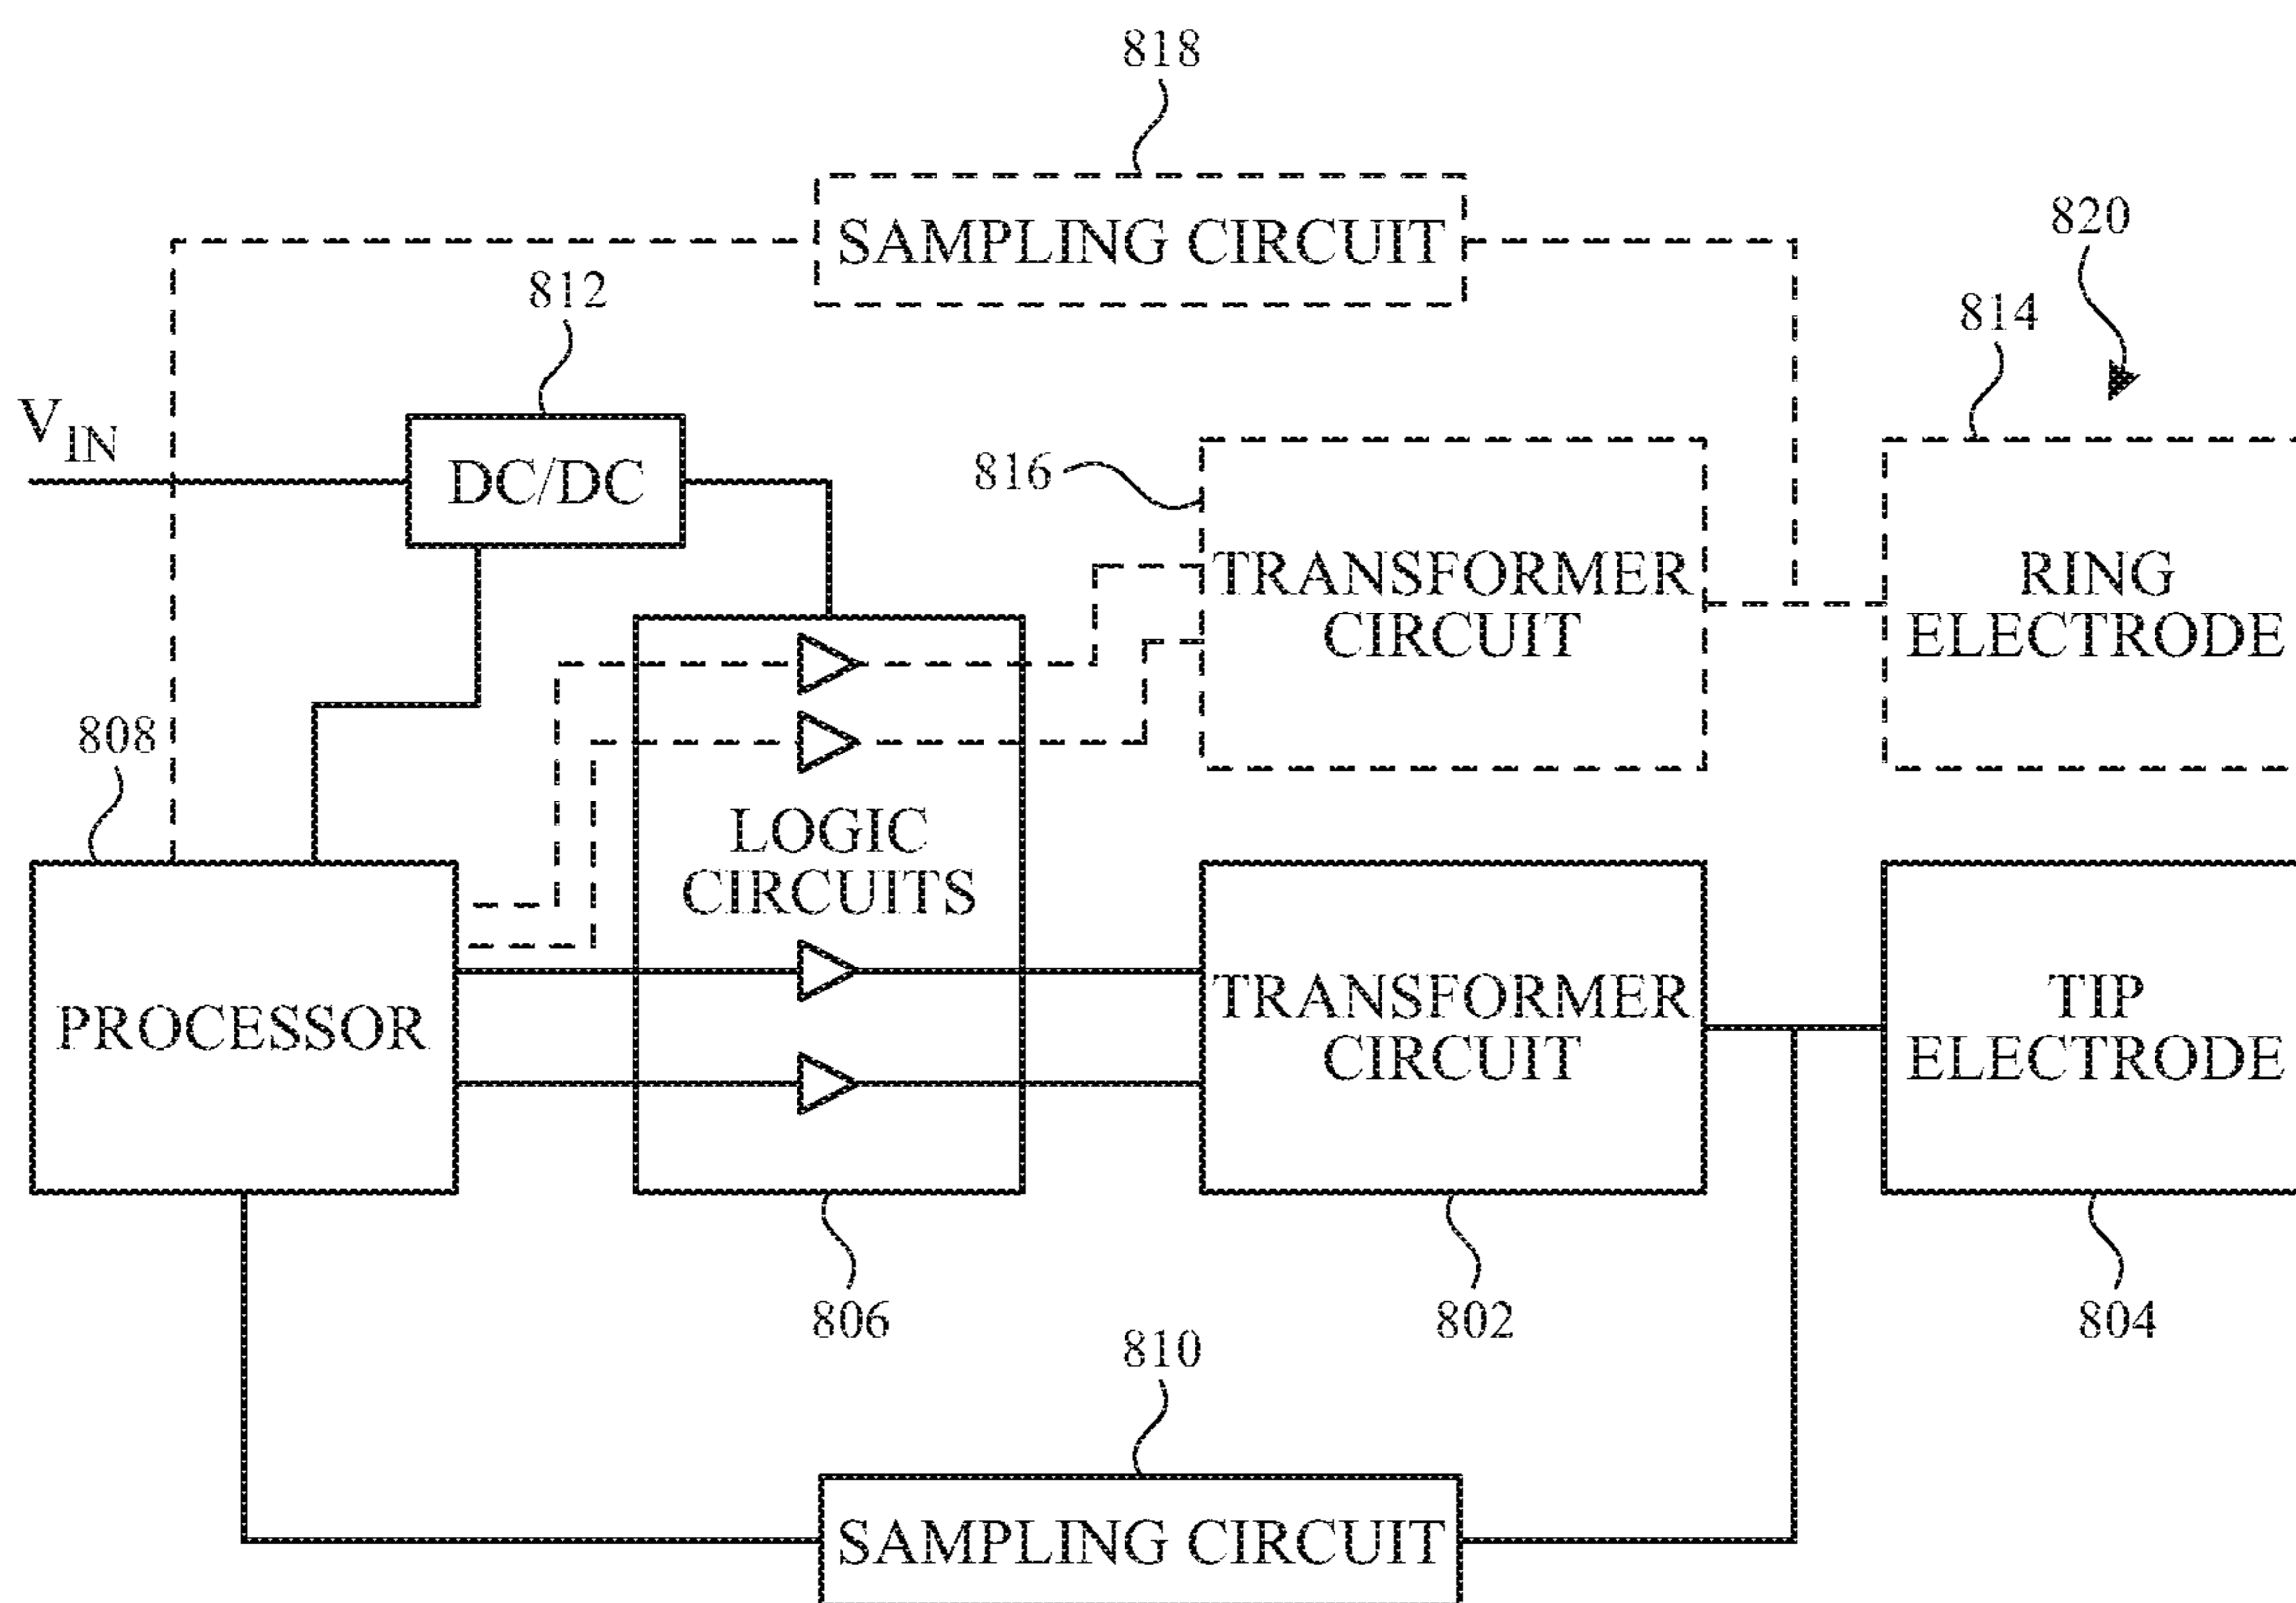 818
820
SAMPLING CIRCUIT
812
814
V_IN
DC/DC
816
TRANSFORMER
CIRCUIT
RING
ELECTRODE
808
LOGIC
CIRCUITS
PROCESSOR
TRANSFORMER
CIRCUIT
TIP
ELECTRODE
806
802
804
810
SAMPLING CIRCUIT